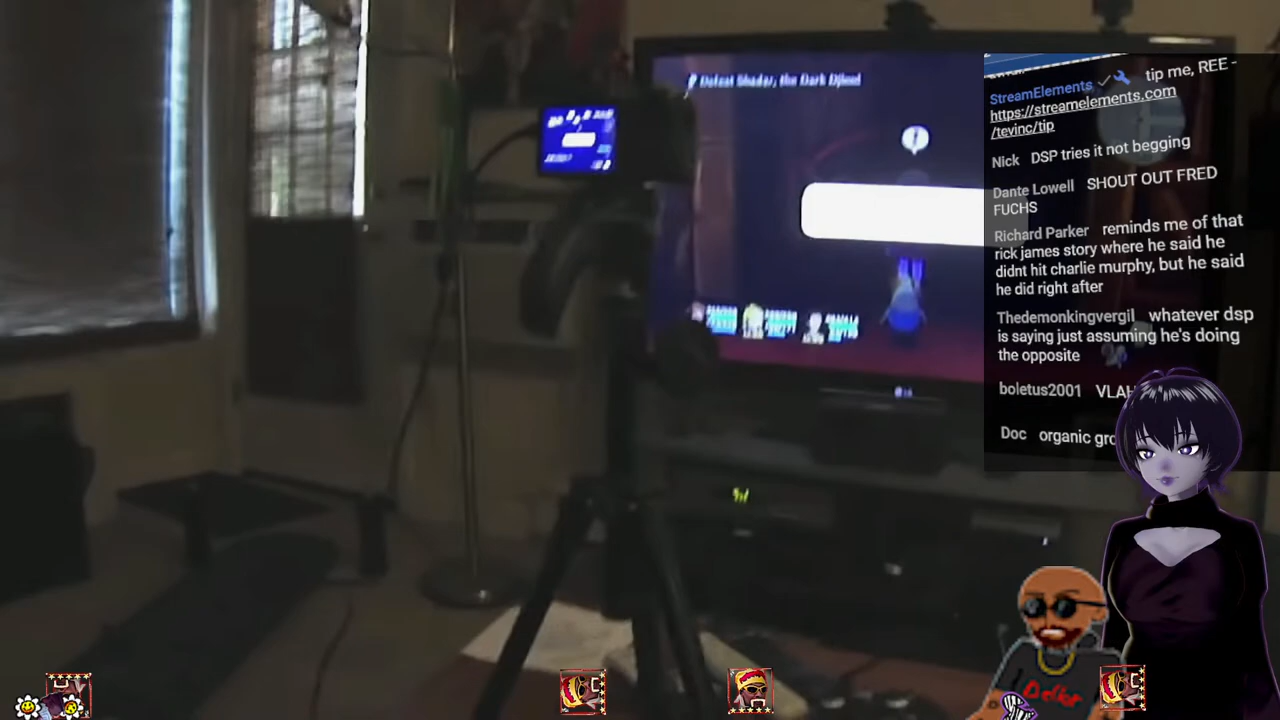 Defeat Shadar, the Dark Djinn
StreamElements tip me, REE -
https://streamelements.com
/tevinc/tip
Nick DSP tries it not begging
Dante Lowell SHOUT OUT FRED
FUCHS
Richard Parker reminds me of that
rick james story where he said he
didnt hit charlie murphy, but he said
he did right after
Thedemonkingvergil whatever dsp
is saying just assuming he's doing
the opposite
boletus2001
Doc organic